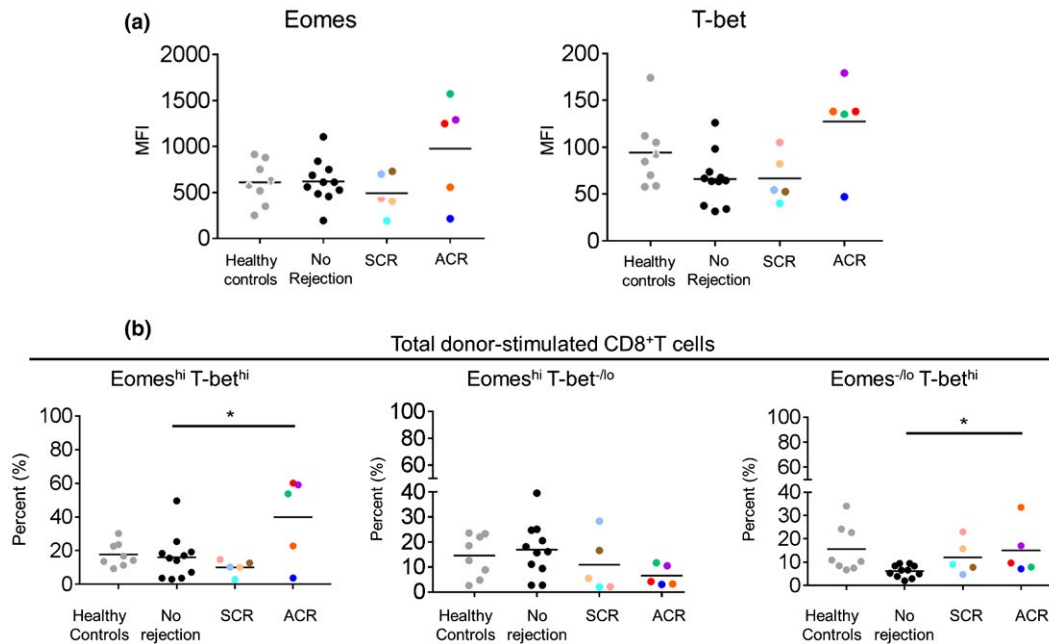 (a)
Eomes
T-bet
MFI
2000
1500
1000
500
0
Healthy controls
No Rejection
SCR
ACR
MFI
200
150
100
50
0
Healthy controls
No Rejection
SCR
ACR
(b)
Total donor-stimulated CD8⁺T cells
Eomesʰⁱ T-betʰⁱ
Eomesʰⁱ T-bet⁻/ˡᵒ
Eomes⁻/ˡᵒ T-betʰⁱ
Percent (%)
100
80
60
40
20
0
*
Healthy Controls
No rejection
SCR
ACR
Percent (%)
100
80
60
40
40
30
20
10
0
Healthy Controls
No rejection
SCR
ACR
Percent (%)
100
80
60
40
40
30
20
10
0
*
Healthy Controls
No rejection
SCR
ACR